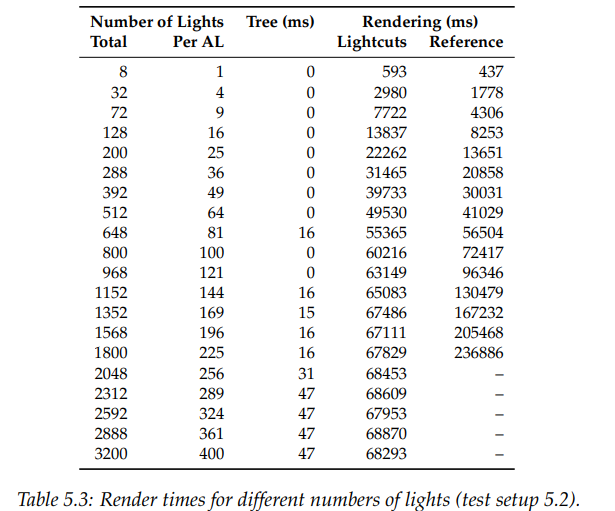 Number of Lights Tree (ms) Rendering (ms)
Total Per AL Lightcuts Reference
8 1 0 593 437
32 4 0 2980 1778
72 9 0 7722 4306
128 16 0 13837 8253
200 25 0 22262 13651
288 36 0 31465 20858
392 49 0 39733 30031
512 64 0 49530 41029
648 81 16 55365 56504
800 100 0 60216 72417
968 121 0 63149 96346
1152 144 16 65083 130479
1352 169 15 67486 167232
1568 196 16 67111 205468
1800 225 16 67829 236886
2048 256 31 68453 –
2312 289 47 68609 –
2592 324 47 67953 –
2888 361 47 68870 –
3200 400 47 68293 –
Table 5.3: Render times for different numbers of lights (test setup 5.2).